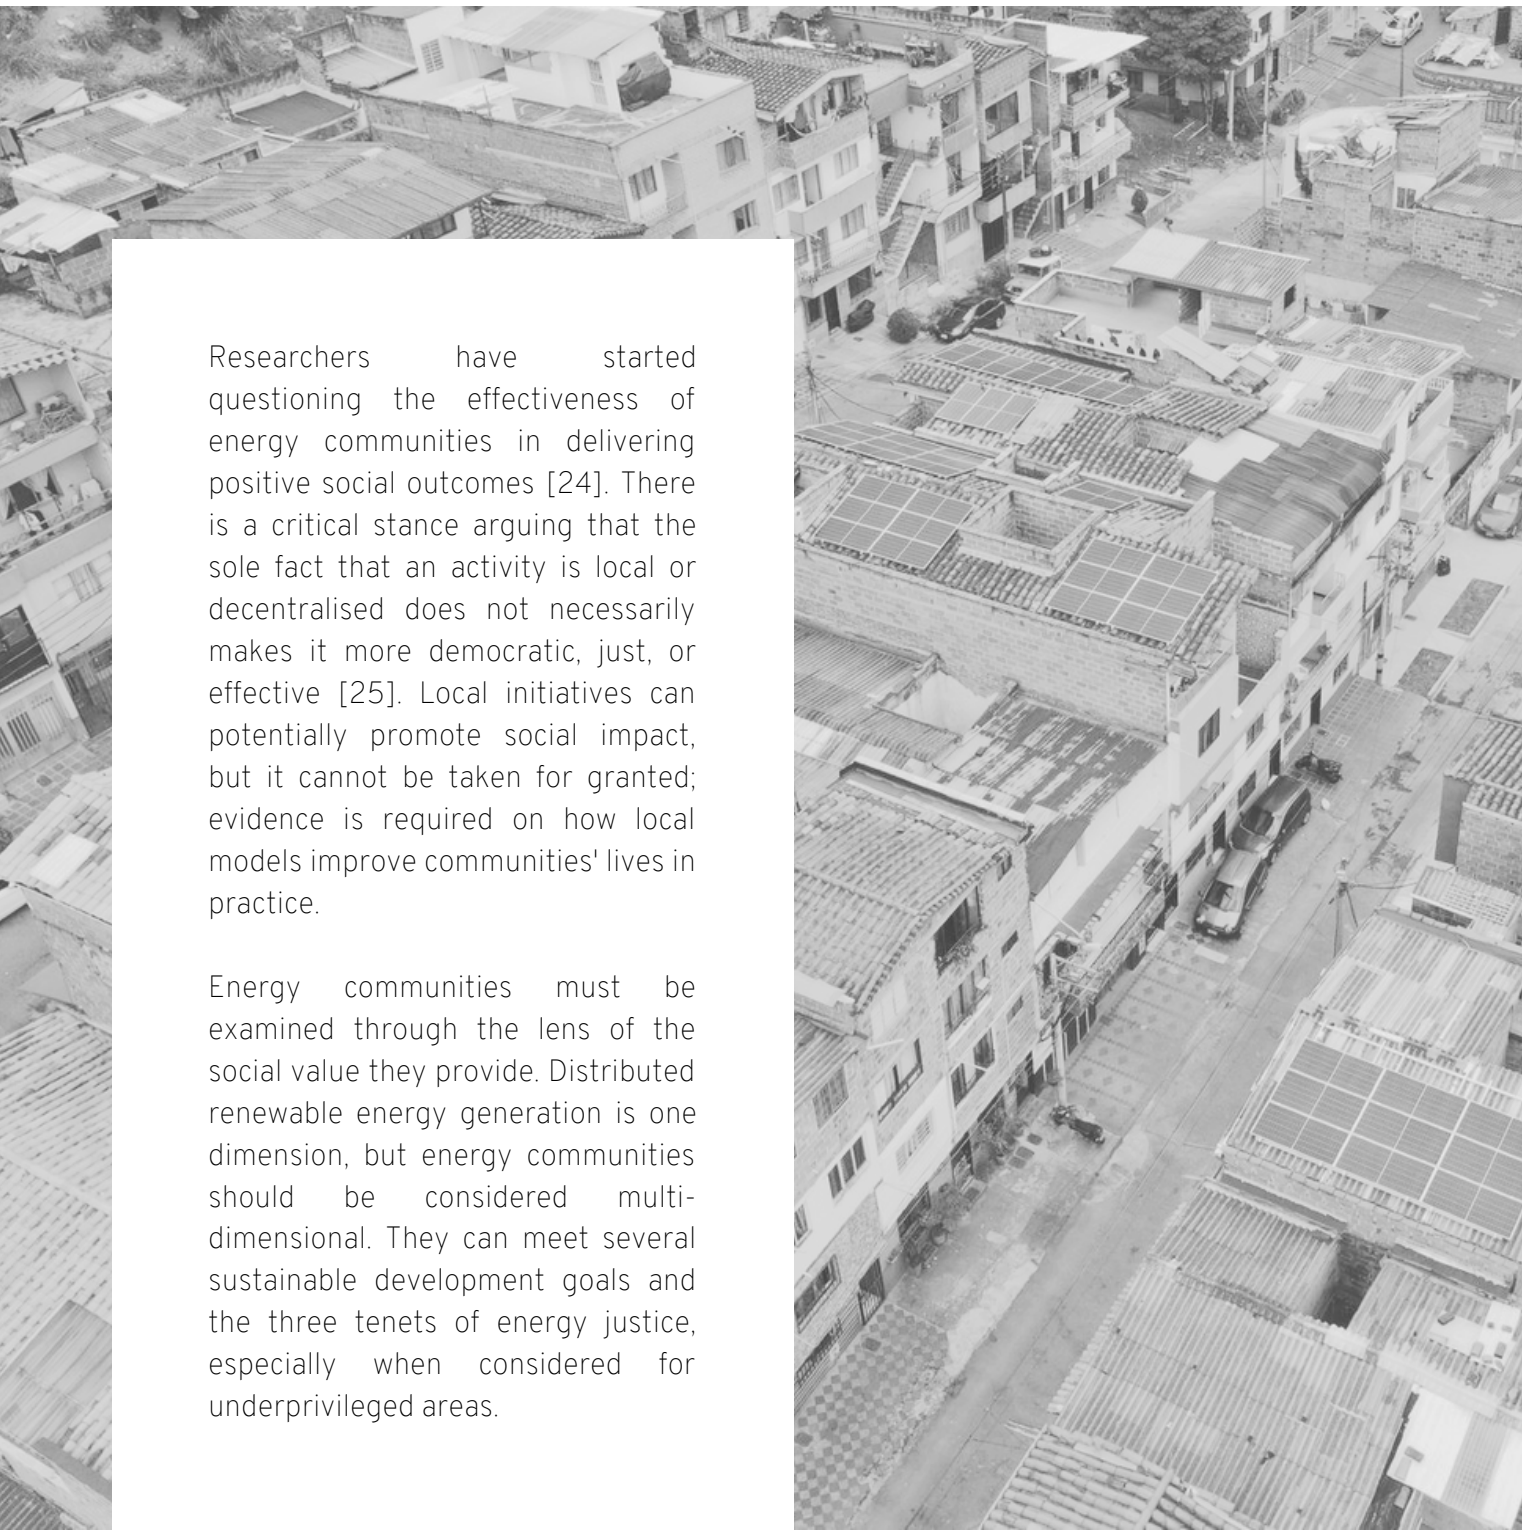 Researchers have started
questioning the effectiveness of
energy communities in delivering
positive social outcomes [24]. There
is a critical stance arguing that the
sole fact that an activity is local or
decentralised does not necessarily
makes it more democratic, just, or
effective [25]. Local initiatives can
potentially promote social impact,
but it cannot be taken for granted;
evidence is required on how local
models improve communities' lives in
practice.
Energy communities must be
examined through the lens of the
social value they provide. Distributed
renewable energy generation is one
dimension, but energy communities
should be considered multi-
dimensional. They can meet several
sustainable development goals and
the three tenets of energy justice,
especially when considered for
underprivileged areas.